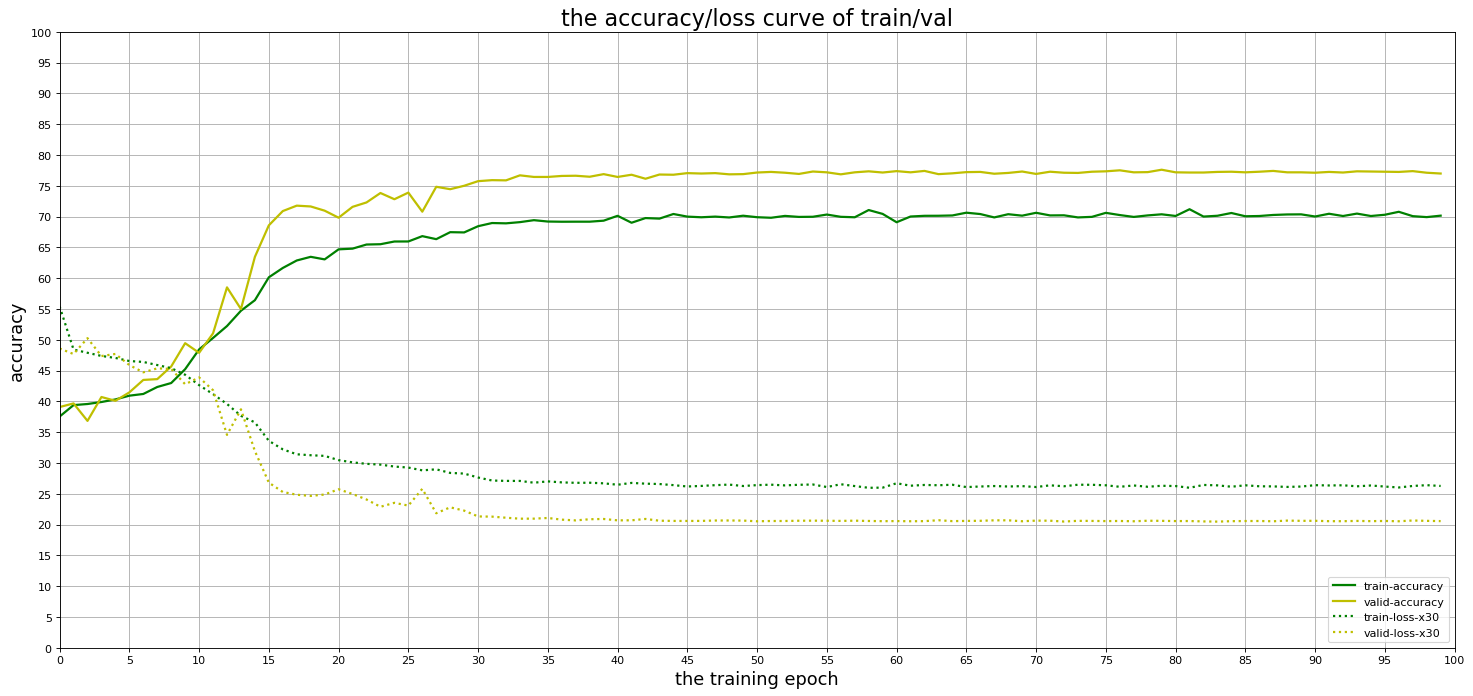 the accuracy/loss curve of train/val
100
95
90
85
80
75
70
65
60
55
50
45
40
35
30
25
20
15
10
5
0
accuracy
train-accuracy
valid-accuracy
train-loss-x30
valid-loss-x30
0 5 10 15 20 25 30 35 40 45 50 55 60 65 70 75 80 85 90 95 100
the training epoch